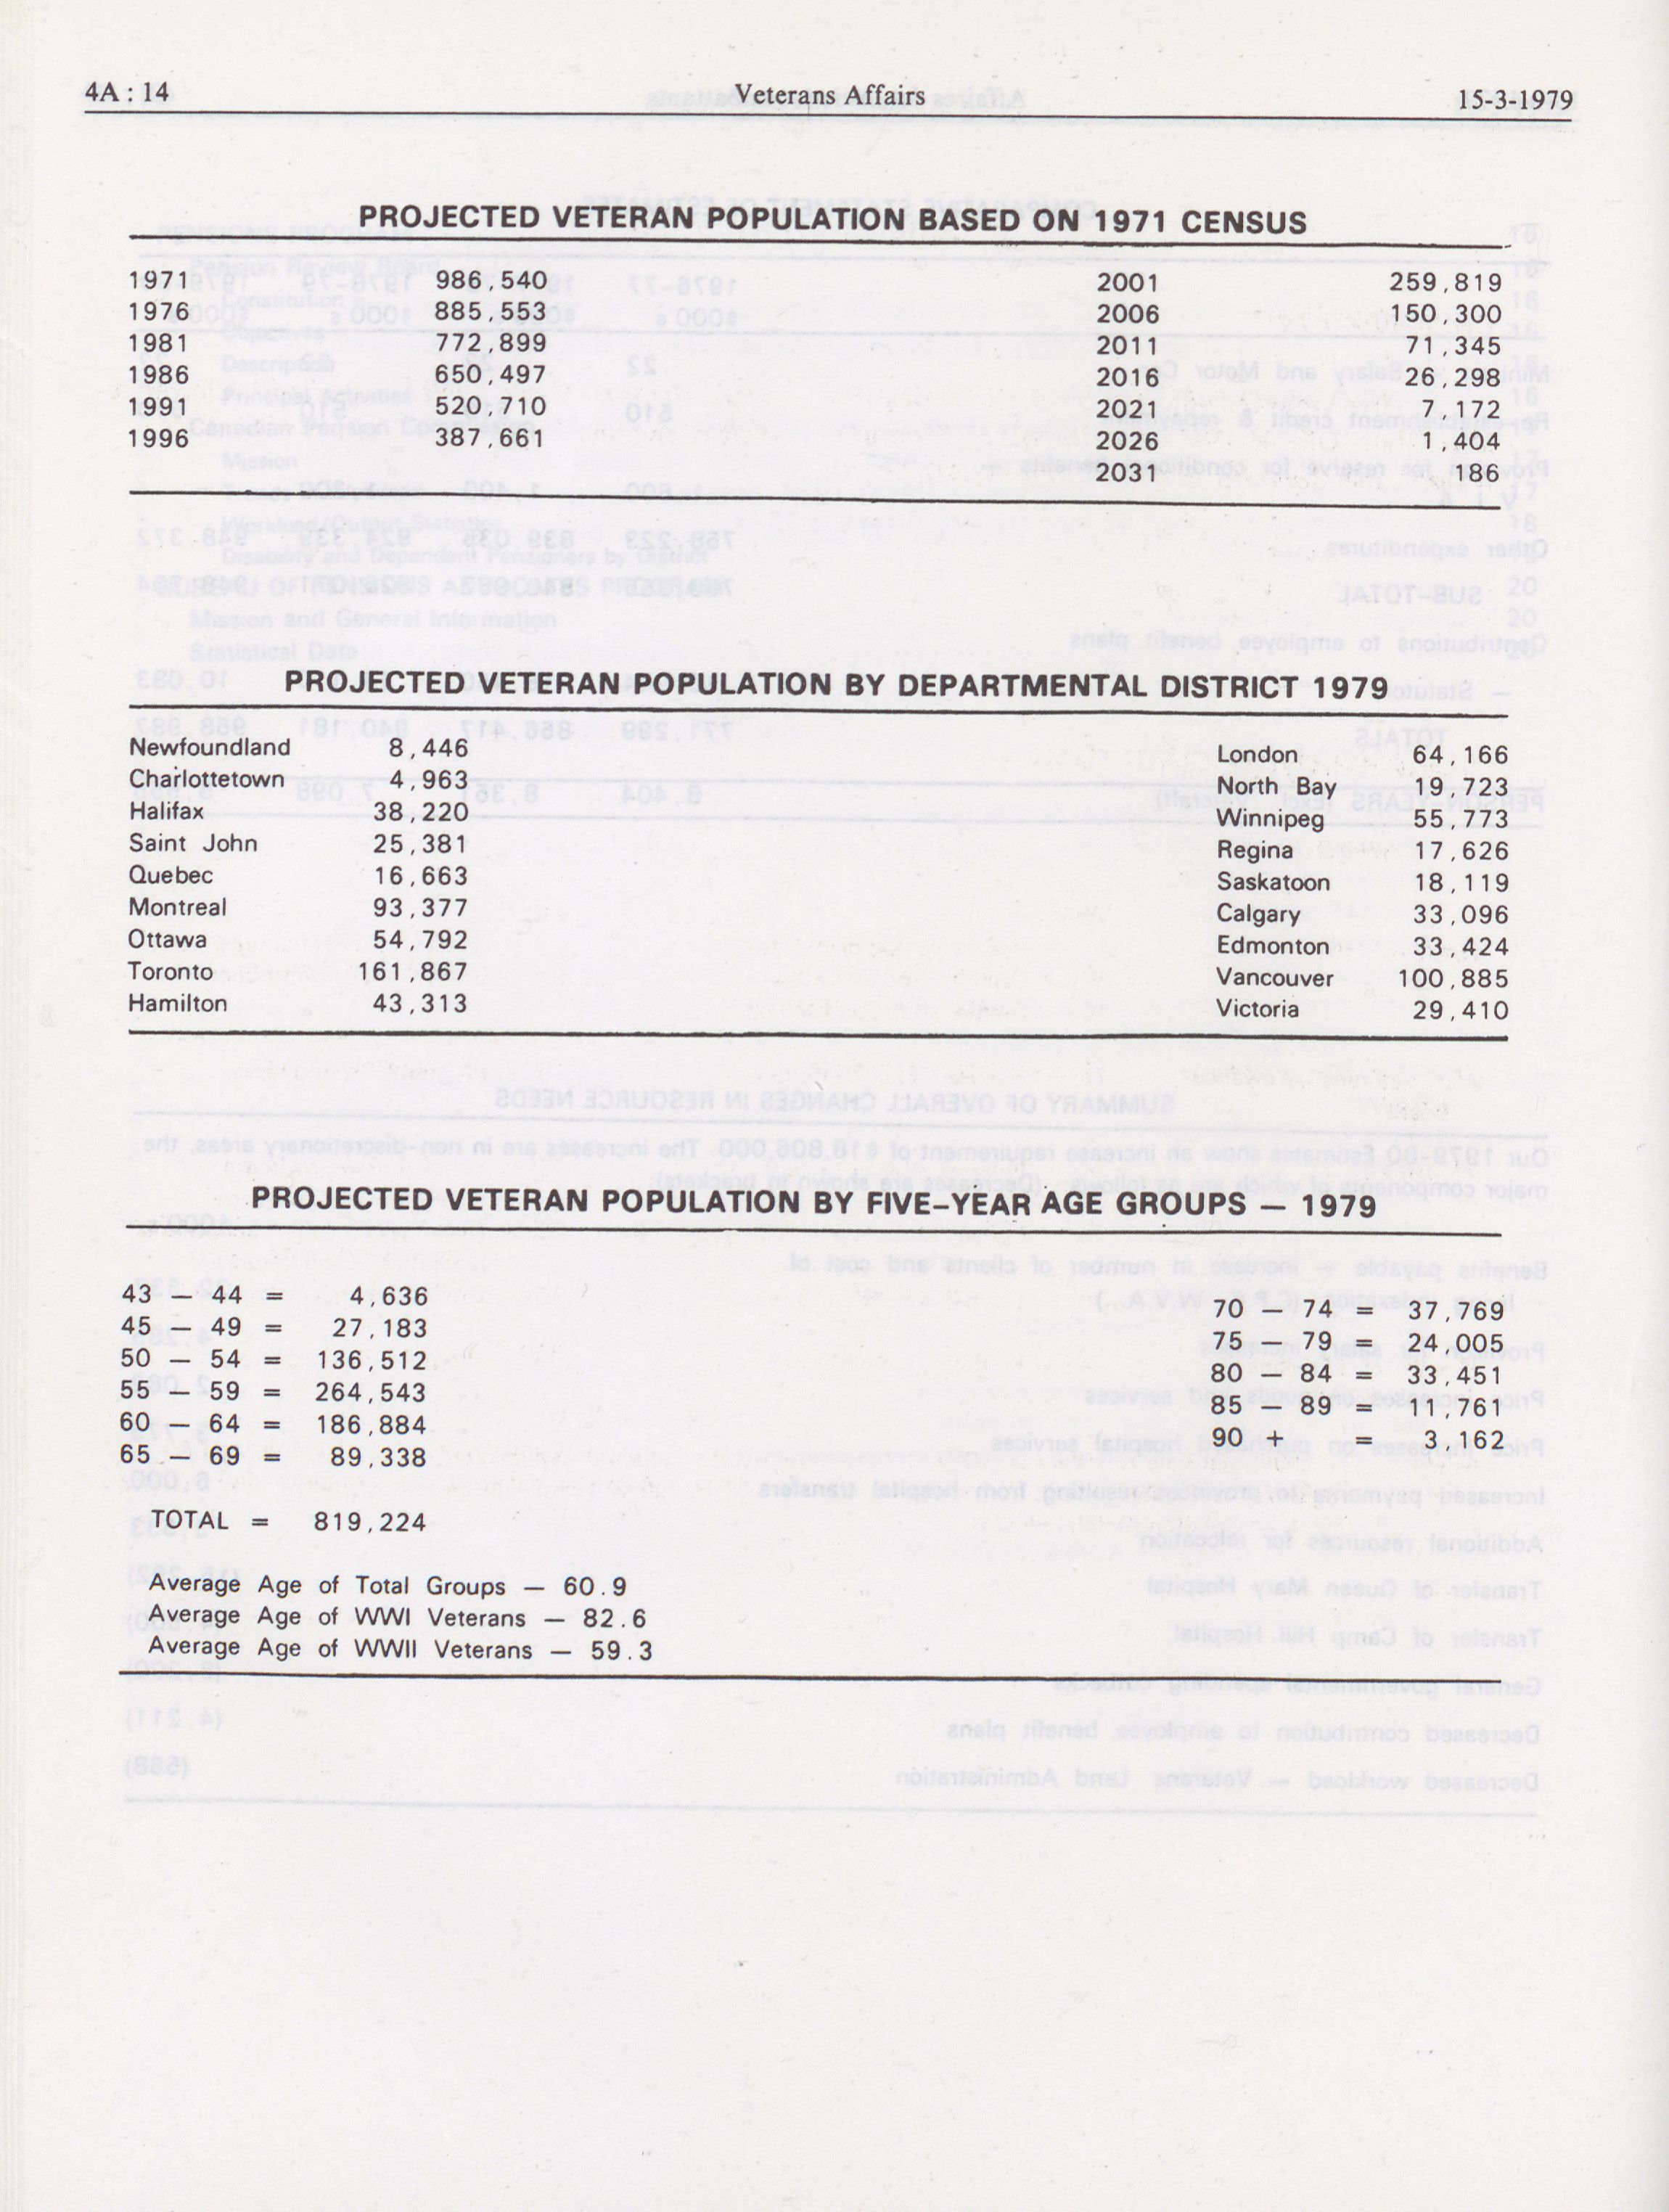 4A : 14 Veterans Affairs 15-3-1979
PROJECTED VETERAN POPULATION BASED ON 1971 CENSUS
1971 986,540
1976 885,553
1981 772,899
1986 650,497
1991 520,710
1996 387,661
2001 259,819
2006 150,300
2011 71,345
2016 26,298
2021 7,172
2026 1,404
2031 186
PROJECTED VETERAN POPULATION BY DEPARTMENTAL DISTRICT 1979
Newfoundland 8,446
Charlottetown 4,963
Halifax 38,220
Saint John 25,381
Quebec 16,663
Montreal 93,377
Ottawa 54,792
Toronto 161,867
Hamilton 43,313
London 64,166
North Bay 19,723
Winnipeg 55,773
Regina 17,626
Saskatoon 18,119
Calgary 33,096
Edmonton 33,424
Vancouver 100,885
Victoria 29,410
PROJECTED VETERAN POPULATION BY FIVE-YEAR AGE GROUPS — 1979
43 — 44 = 4,636
45 — 49 = 27,183
50 — 54 = 136,512
55 — 59 = 264,543
60 — 64 = 186,884
65 — 69 = 89,338
70 — 74 = 37,769
75 — 79 = 24,005
80 — 84 = 33,451
85 — 89 = 11,761
90 + = 3,162
TOTAL = 819,224
Average Age of Total Groups — 60.9
Average Age of WWI Veterans — 82.6
Average Age of WWII Veterans — 59.3